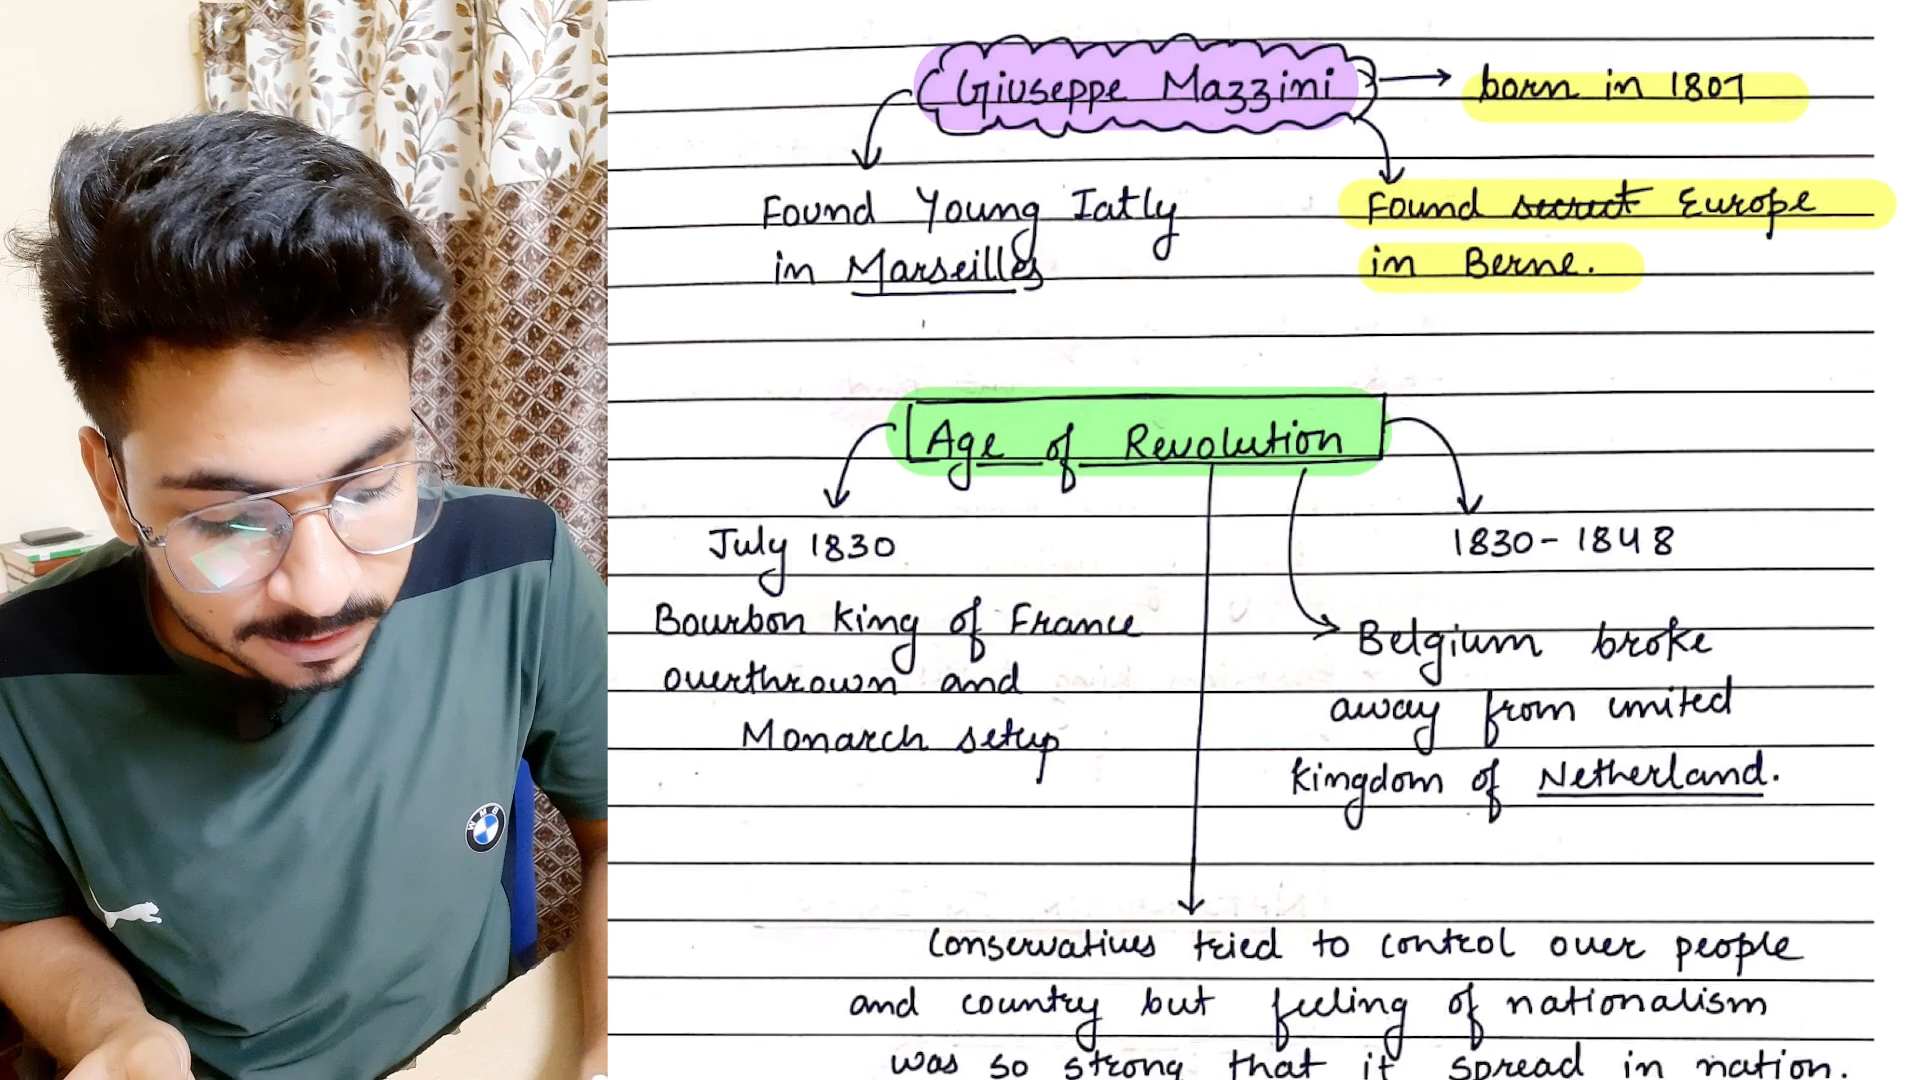 Giuseppe Mazzini → born in 1807
Found Young Iatly
in Marseilles
Found secruct Europe
in Berne.
Age of Revolution
July 1830
Bourbon king of France
overthrown and
Monarch setup
1830-1848
Belgium broke
away from united
kingdom of Netherland.
Conservatives tried to control over people
and country but feeling of nationalism
was so strong that it spread in nation.
BMW